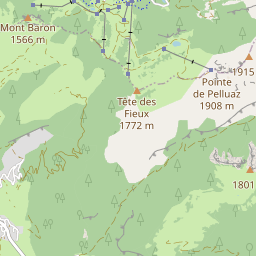 Mont Baron
1566 m
1915
Pointe
de Pelluaz
1908 m
Tête des
Fieux
1772 m
1801